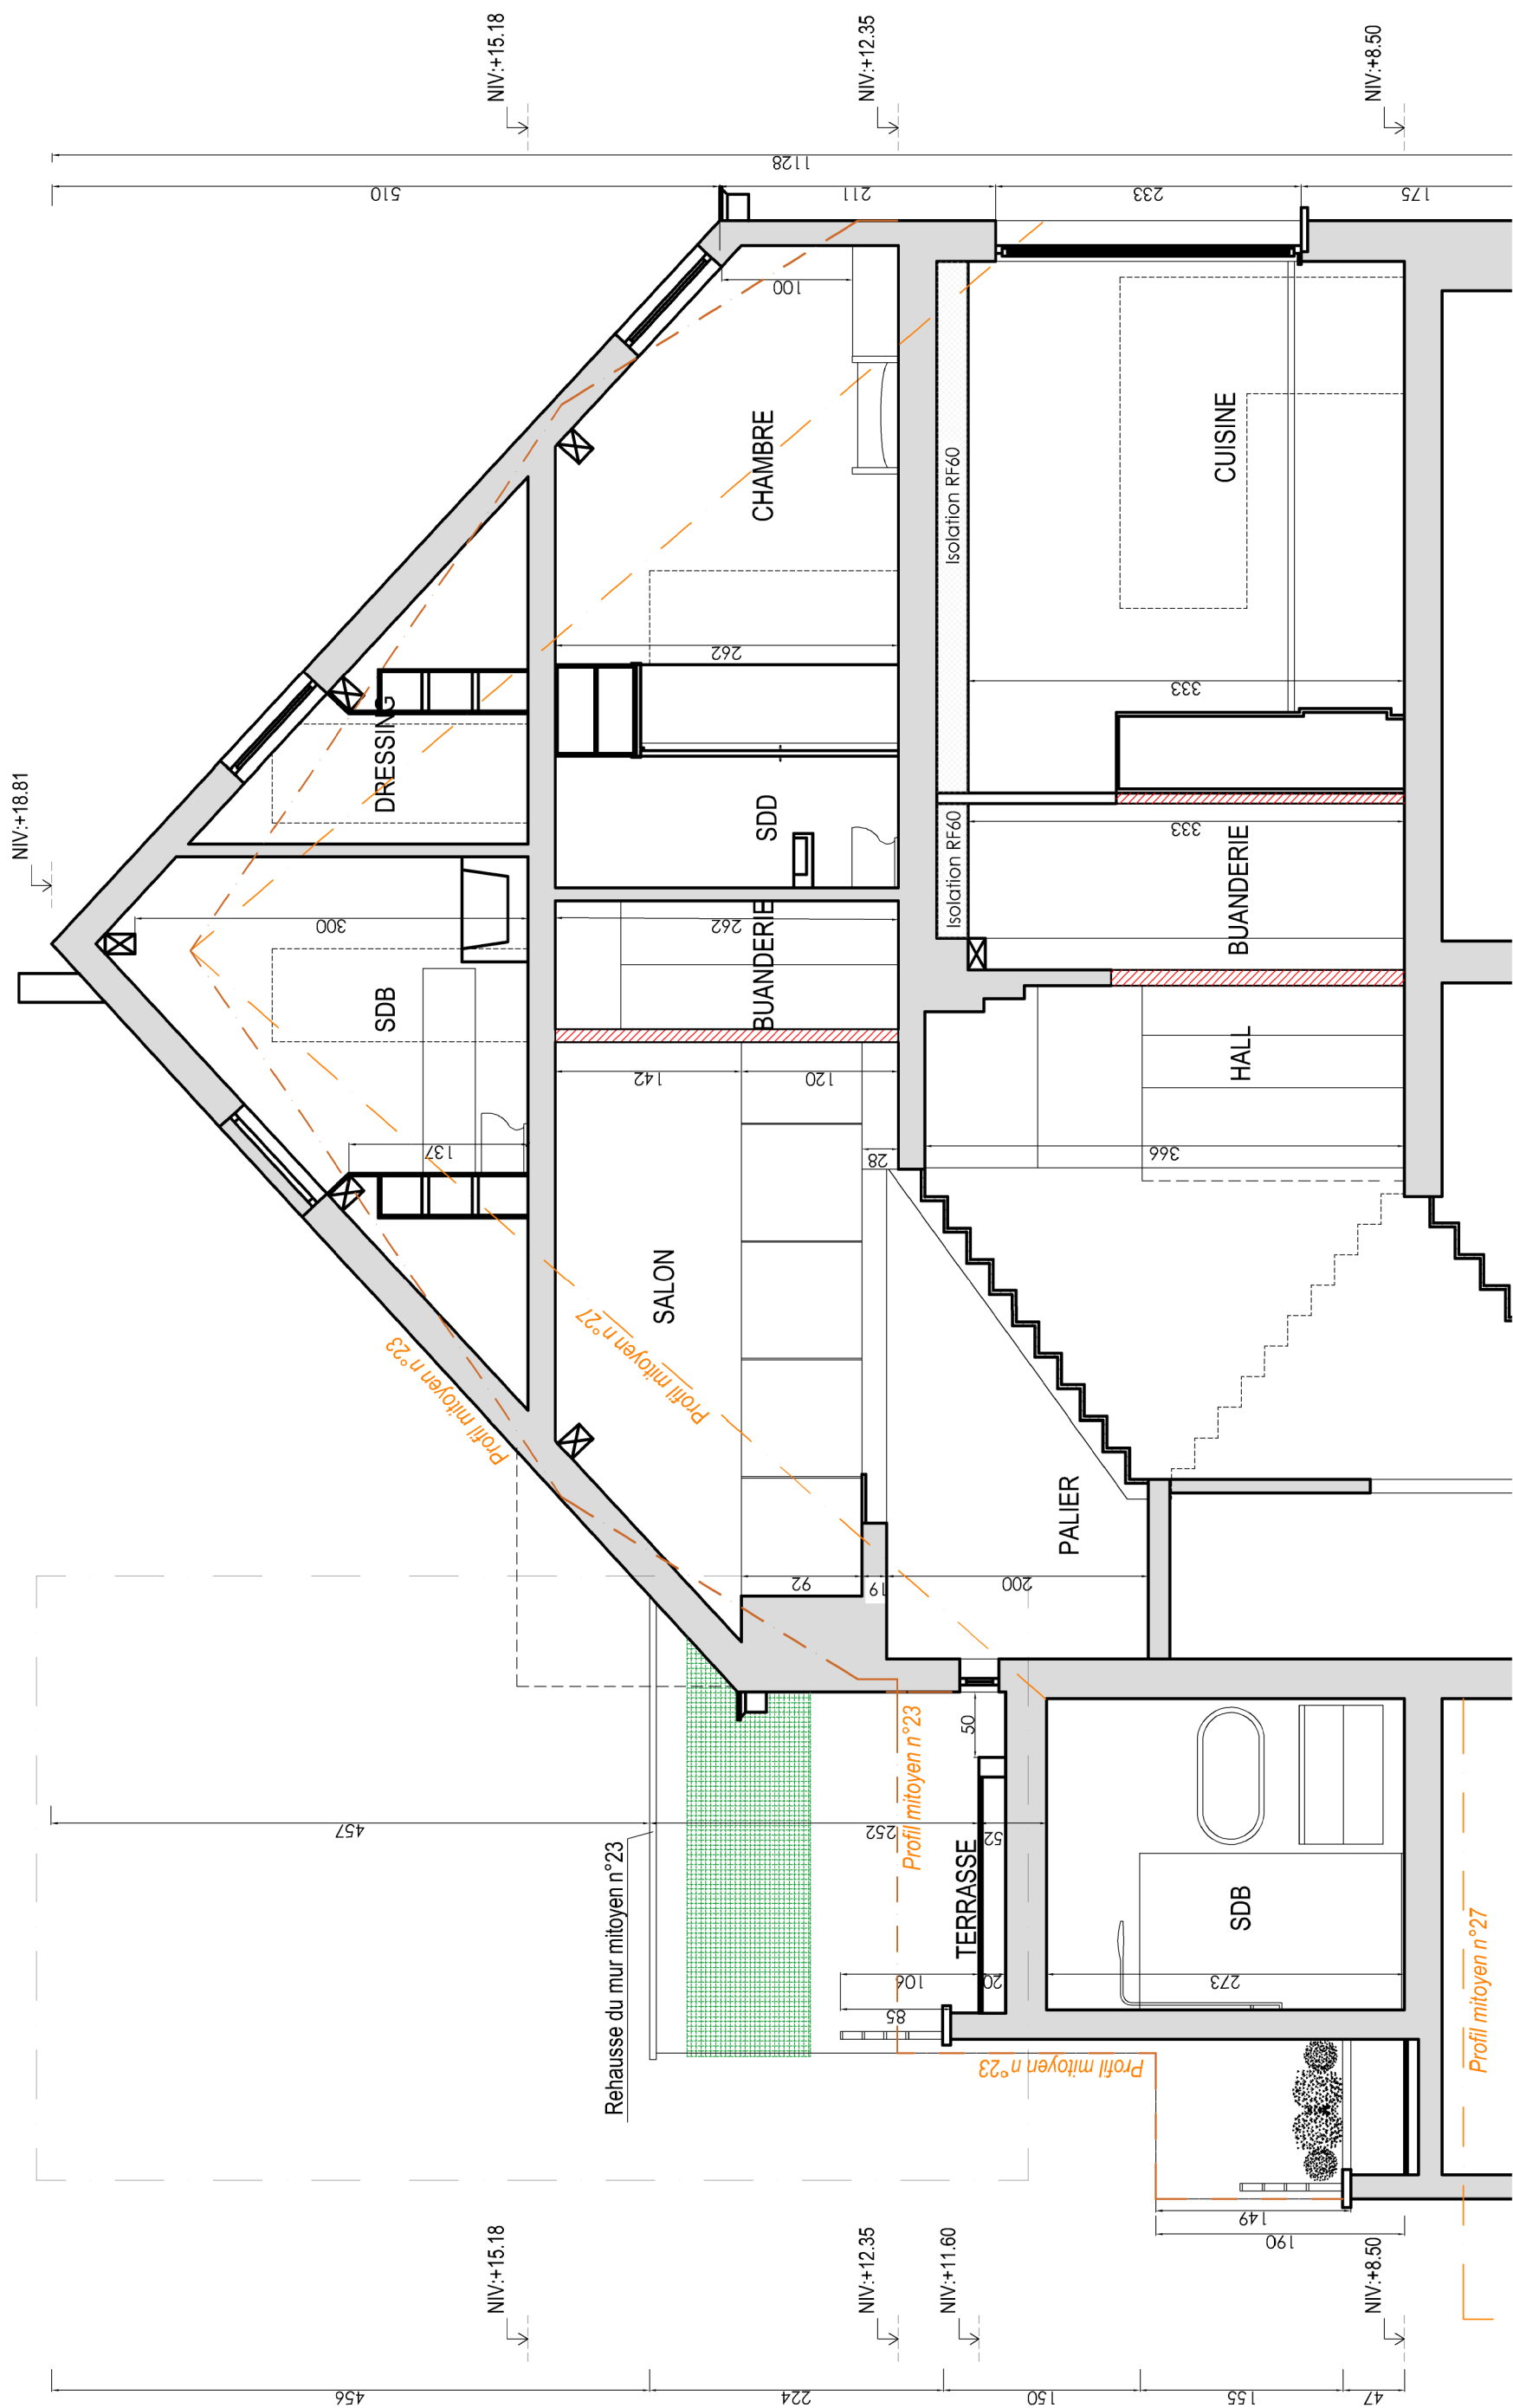 NIV:+18.81
NIV:+15.18
NIV:+12.35
NIV:+8.50
1128
510
211
233
175
100
CHAMBRE
CUISINE
Isolation RF60
262
333
DRESSING
SDD
Isolation RF60
333
BUANDERIE
300
262
BUANDERIE
SDB
HALL
142
120
137
28
366
SALON
Profil mitoyen n°23
Profil mitoyen n°27
PALIER
92
19
200
50
Profil mitoyen n°23
457
252
52
Rehausse du mur mitoyen n°23
TERRASSE
SDB
106
20
85
273
Profil mitoyen n°23
Profil mitoyen n°27
149
190
NIV:+15.18
NIV:+12.35
NIV:+11.60
NIV:+8.50
456
224
150
155
47